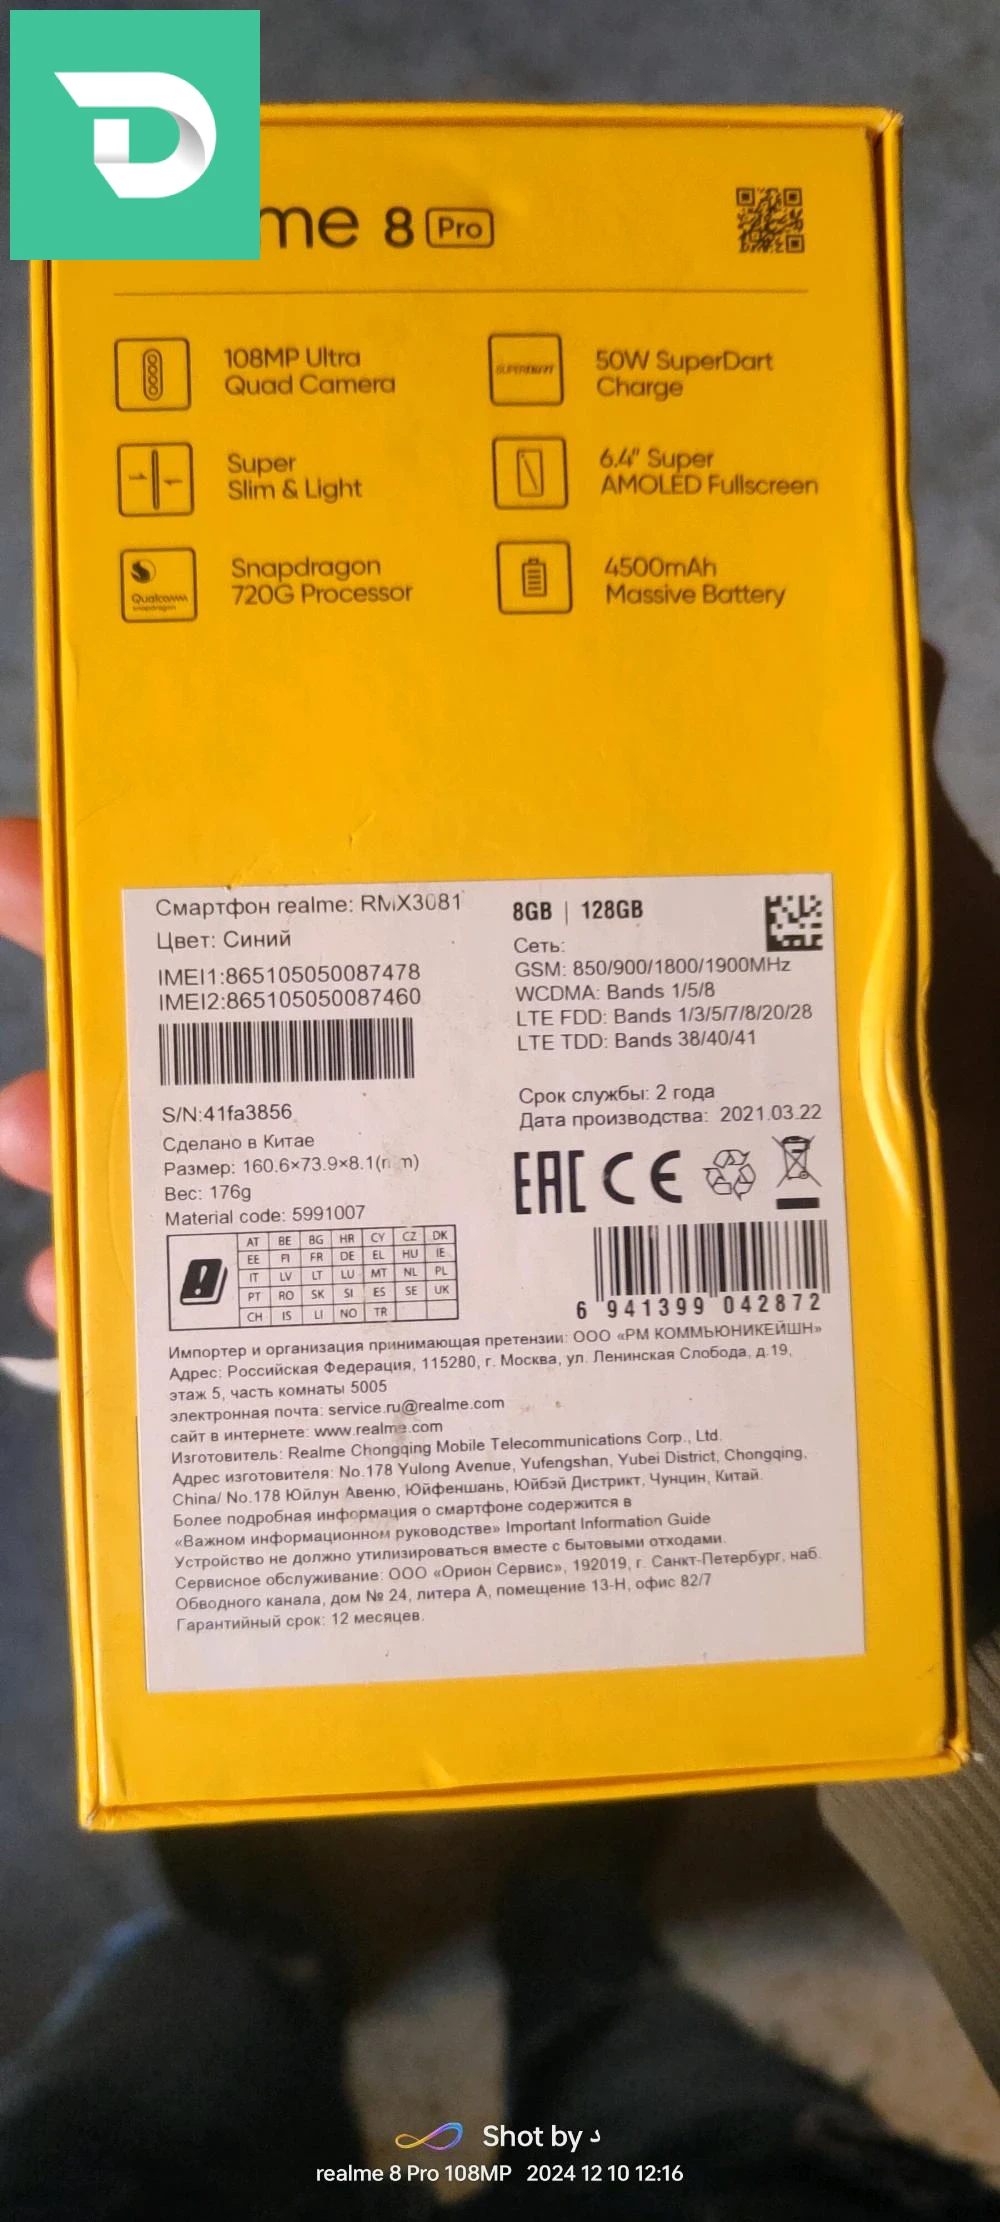 me 8 Pro
108MP Ultra
Quad Camera
SUPERDART
50W SuperDart
Charge
Super
Slim & Light
6.4" Super
AMOLED Fullscreen
Qualcomm
snapdragon
Snapdragon
720G Processor
4500mAh
Massive Battery
Смартфон realme: RMX3081
Цвет: Синий
IMEI1:865105050087478
IMEI2:865105050087460
S/N:41fa3856
Сделано в Китае
Размер: 160.6×73.9×8.1(mm)
Вес: 176g
Material code: 5991007
AT BE BG HR CY CZ DK
EE FI FR DE EL HU IE
IT LV LT LU MT NL PL
PT RO SK SI ES SE UK
CH IS LI NO TR
8GB | 128GB
Сеть:
GSM: 850/900/1800/1900MHz
WCDMA: Bands 1/5/8
LTE FDD: Bands 1/3/5/7/8/20/28
LTE TDD: Bands 38/40/41
Срок службы: 2 года
Дата производства: 2021.03.22
EAC CE
6 941399 042872
Импортер и организация принимающая претензии: ООО «РМ КОММЬЮНИКЕЙШН»
Адрес: Российская Федерация, 115280, г. Москва, ул. Ленинская Слобода, д.19,
этаж 5, часть комнаты 5005
электронная почта: service.ru@realme.com
сайт в интернете: www.realme.com
Изготовитель: Realme Chongqing Mobile Telecommunications Corp., Ltd.
Адрес изготовителя: No.178 Yulong Avenue, Yufengshan, Yubei District, Chongqing,
China/ No.178 Юйлун Авеню, Юйфеншань, Юйбэй Дистрикт, Чунцин, Китай.
Более подробная информация о смартфоне содержится в
«Важном информационном руководстве» Important Information Guide
Устройство не должно утилизироваться вместе с бытовыми отходами.
Сервисное обслуживание: ООО «Орион Сервис», 192019, г. Санкт-Петербург, наб.
Обводного канала, дом № 24, литера А, помещение 13-Н, офис 82/7
Гарантийный срок: 12 месяцев.
Shot by د
realme 8 Pro 108MP 2024 12 10 12:16